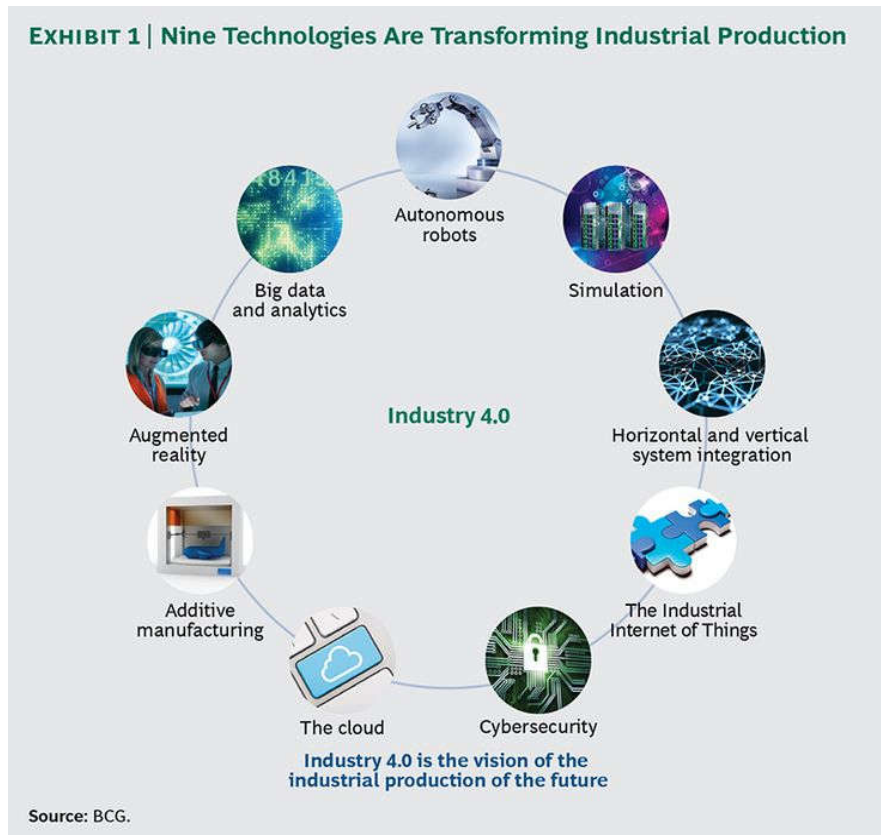 EXHIBIT 1 | Nine Technologies Are Transforming Industrial Production
Autonomous
robots
Simulation
Horizontal and vertical
system integration
The Industrial
Internet of Things
Cybersecurity
The cloud
Additive
manufacturing
Augmented
reality
Big data
and analytics
Industry 4.0
Industry 4.0 is the vision of the
industrial production of the future
Source: BCG.